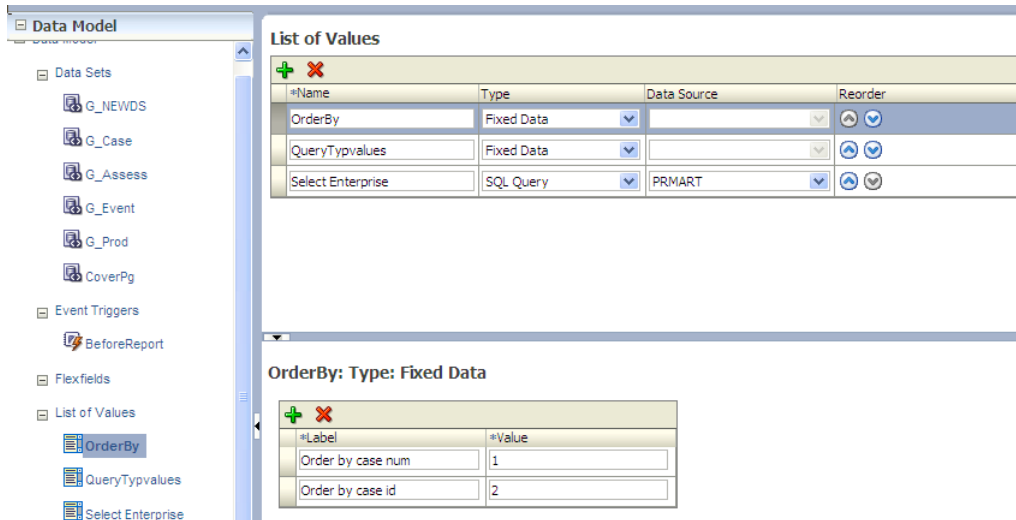 Data Model
Data Model
Data Sets
G_NEWDS
G_Case
G_Assess
G_Event
G_Prod
CoverPg
Event Triggers
BeforeReport
Flexfields
List of Values
OrderBy
QueryTypvalues
Select Enterprise
List of Values
*Name Type Data Source Reorder
OrderBy Fixed Data
QueryTypvalues Fixed Data
Select Enterprise SQL Query PRMART
OrderBy: Type: Fixed Data
*Label *Value
Order by case num 1
Order by case id 2